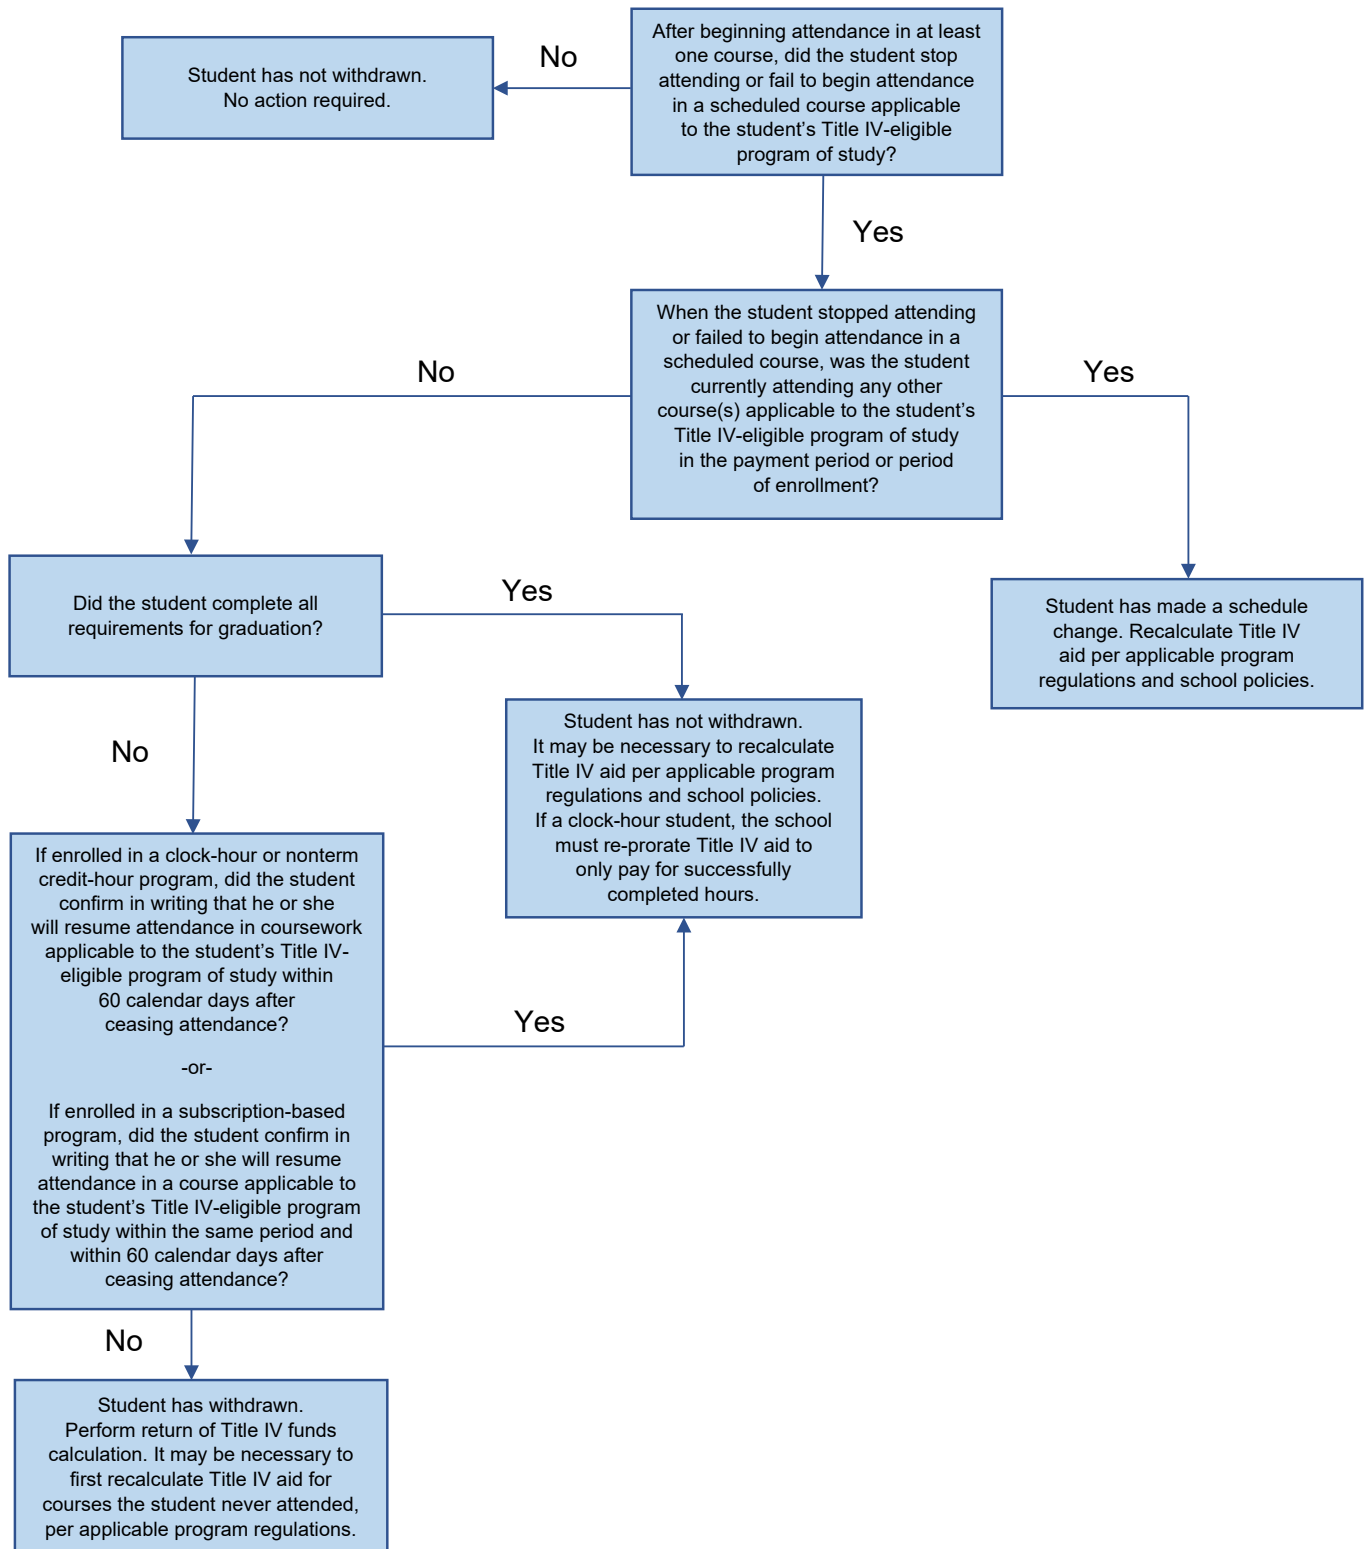 After beginning attendance in at least
one course, did the student stop
attending or fail to begin attendance
in a scheduled course applicable
to the student’s Title IV-eligible
program of study?
No
Student has not withdrawn.
No action required.
Yes
When the student stopped attending
or failed to begin attendance in a
scheduled course, was the student
currently attending any other
course(s) applicable to the student’s
Title IV-eligible program of study
in the payment period or period
of enrollment?
No
Yes
Did the student complete all
requirements for graduation?
Yes
Student has made a schedule
change. Recalculate Title IV
aid per applicable program
regulations and school policies.
No
Student has not withdrawn.
It may be necessary to recalculate
Title IV aid per applicable program
regulations and school policies.
If a clock-hour student, the school
must re-prorate Title IV aid to
only pay for successfully
completed hours.
If enrolled in a clock-hour or nonterm
credit-hour program, did the student
confirm in writing that he or she
will resume attendance in coursework
applicable to the student’s Title IV-
eligible program of study within
60 calendar days after
ceasing attendance?
-or-
If enrolled in a subscription-based
program, did the student confirm in
writing that he or she will resume
attendance in a course applicable to
the student’s Title IV-eligible program
of study within the same period and
within 60 calendar days after
ceasing attendance?
Yes
No
Student has withdrawn.
Perform return of Title IV funds
calculation. It may be necessary to
first recalculate Title IV aid for
courses the student never attended,
per applicable program regulations.